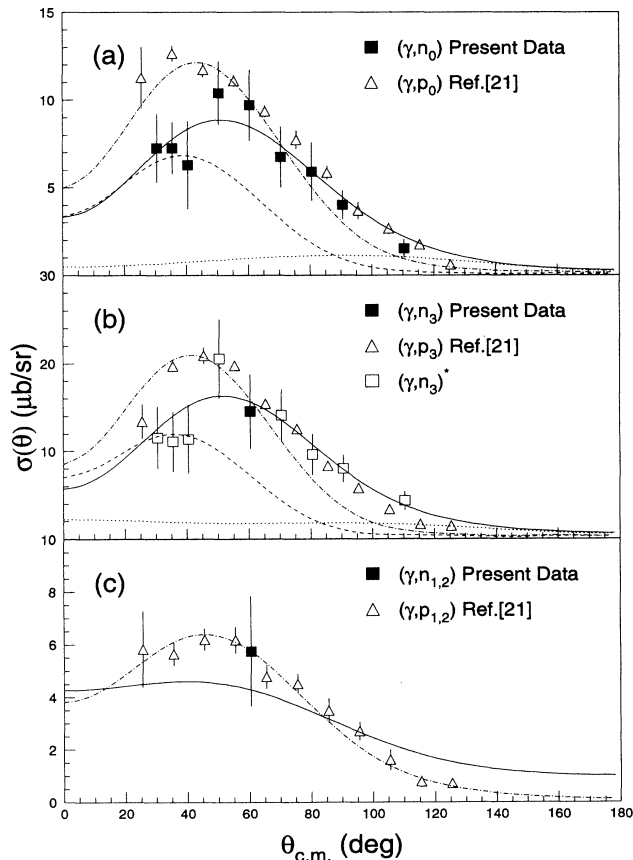 15
(a)
■ (γ,n₀) Present Data
△ (γ,p₀) Ref.[21]
10
5
30
(b)
■ (γ,n₃) Present Data
△ (γ,p₃) Ref.[21]
□ (γ,n₃)*
20
σ(θ) (μb/sr)
10
10
(c)
■ (γ,n₁,₂) Present Data
△ (γ,p₁,₂) Ref.[21]
8
6
4
2
0
0 20 40 60 80 100 120 140 160 180
θc.m. (deg)